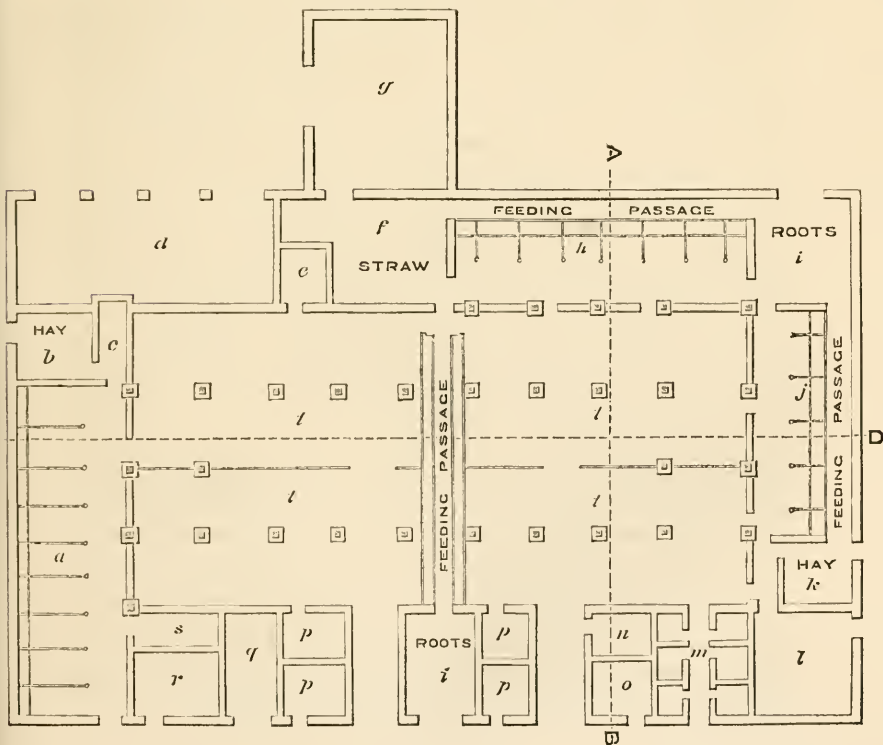 g
A
FEEDING PASSAGE
d
f
h
ROOTS
e
STRAW
i
HAY
b
c
j
FEEDING PASSAGE
l
l
FEEDING PASSAGE
D
l
l
a
HAY
k
s
p
ROOTS
p
n
q
m
l
r
p
i
p
o
B